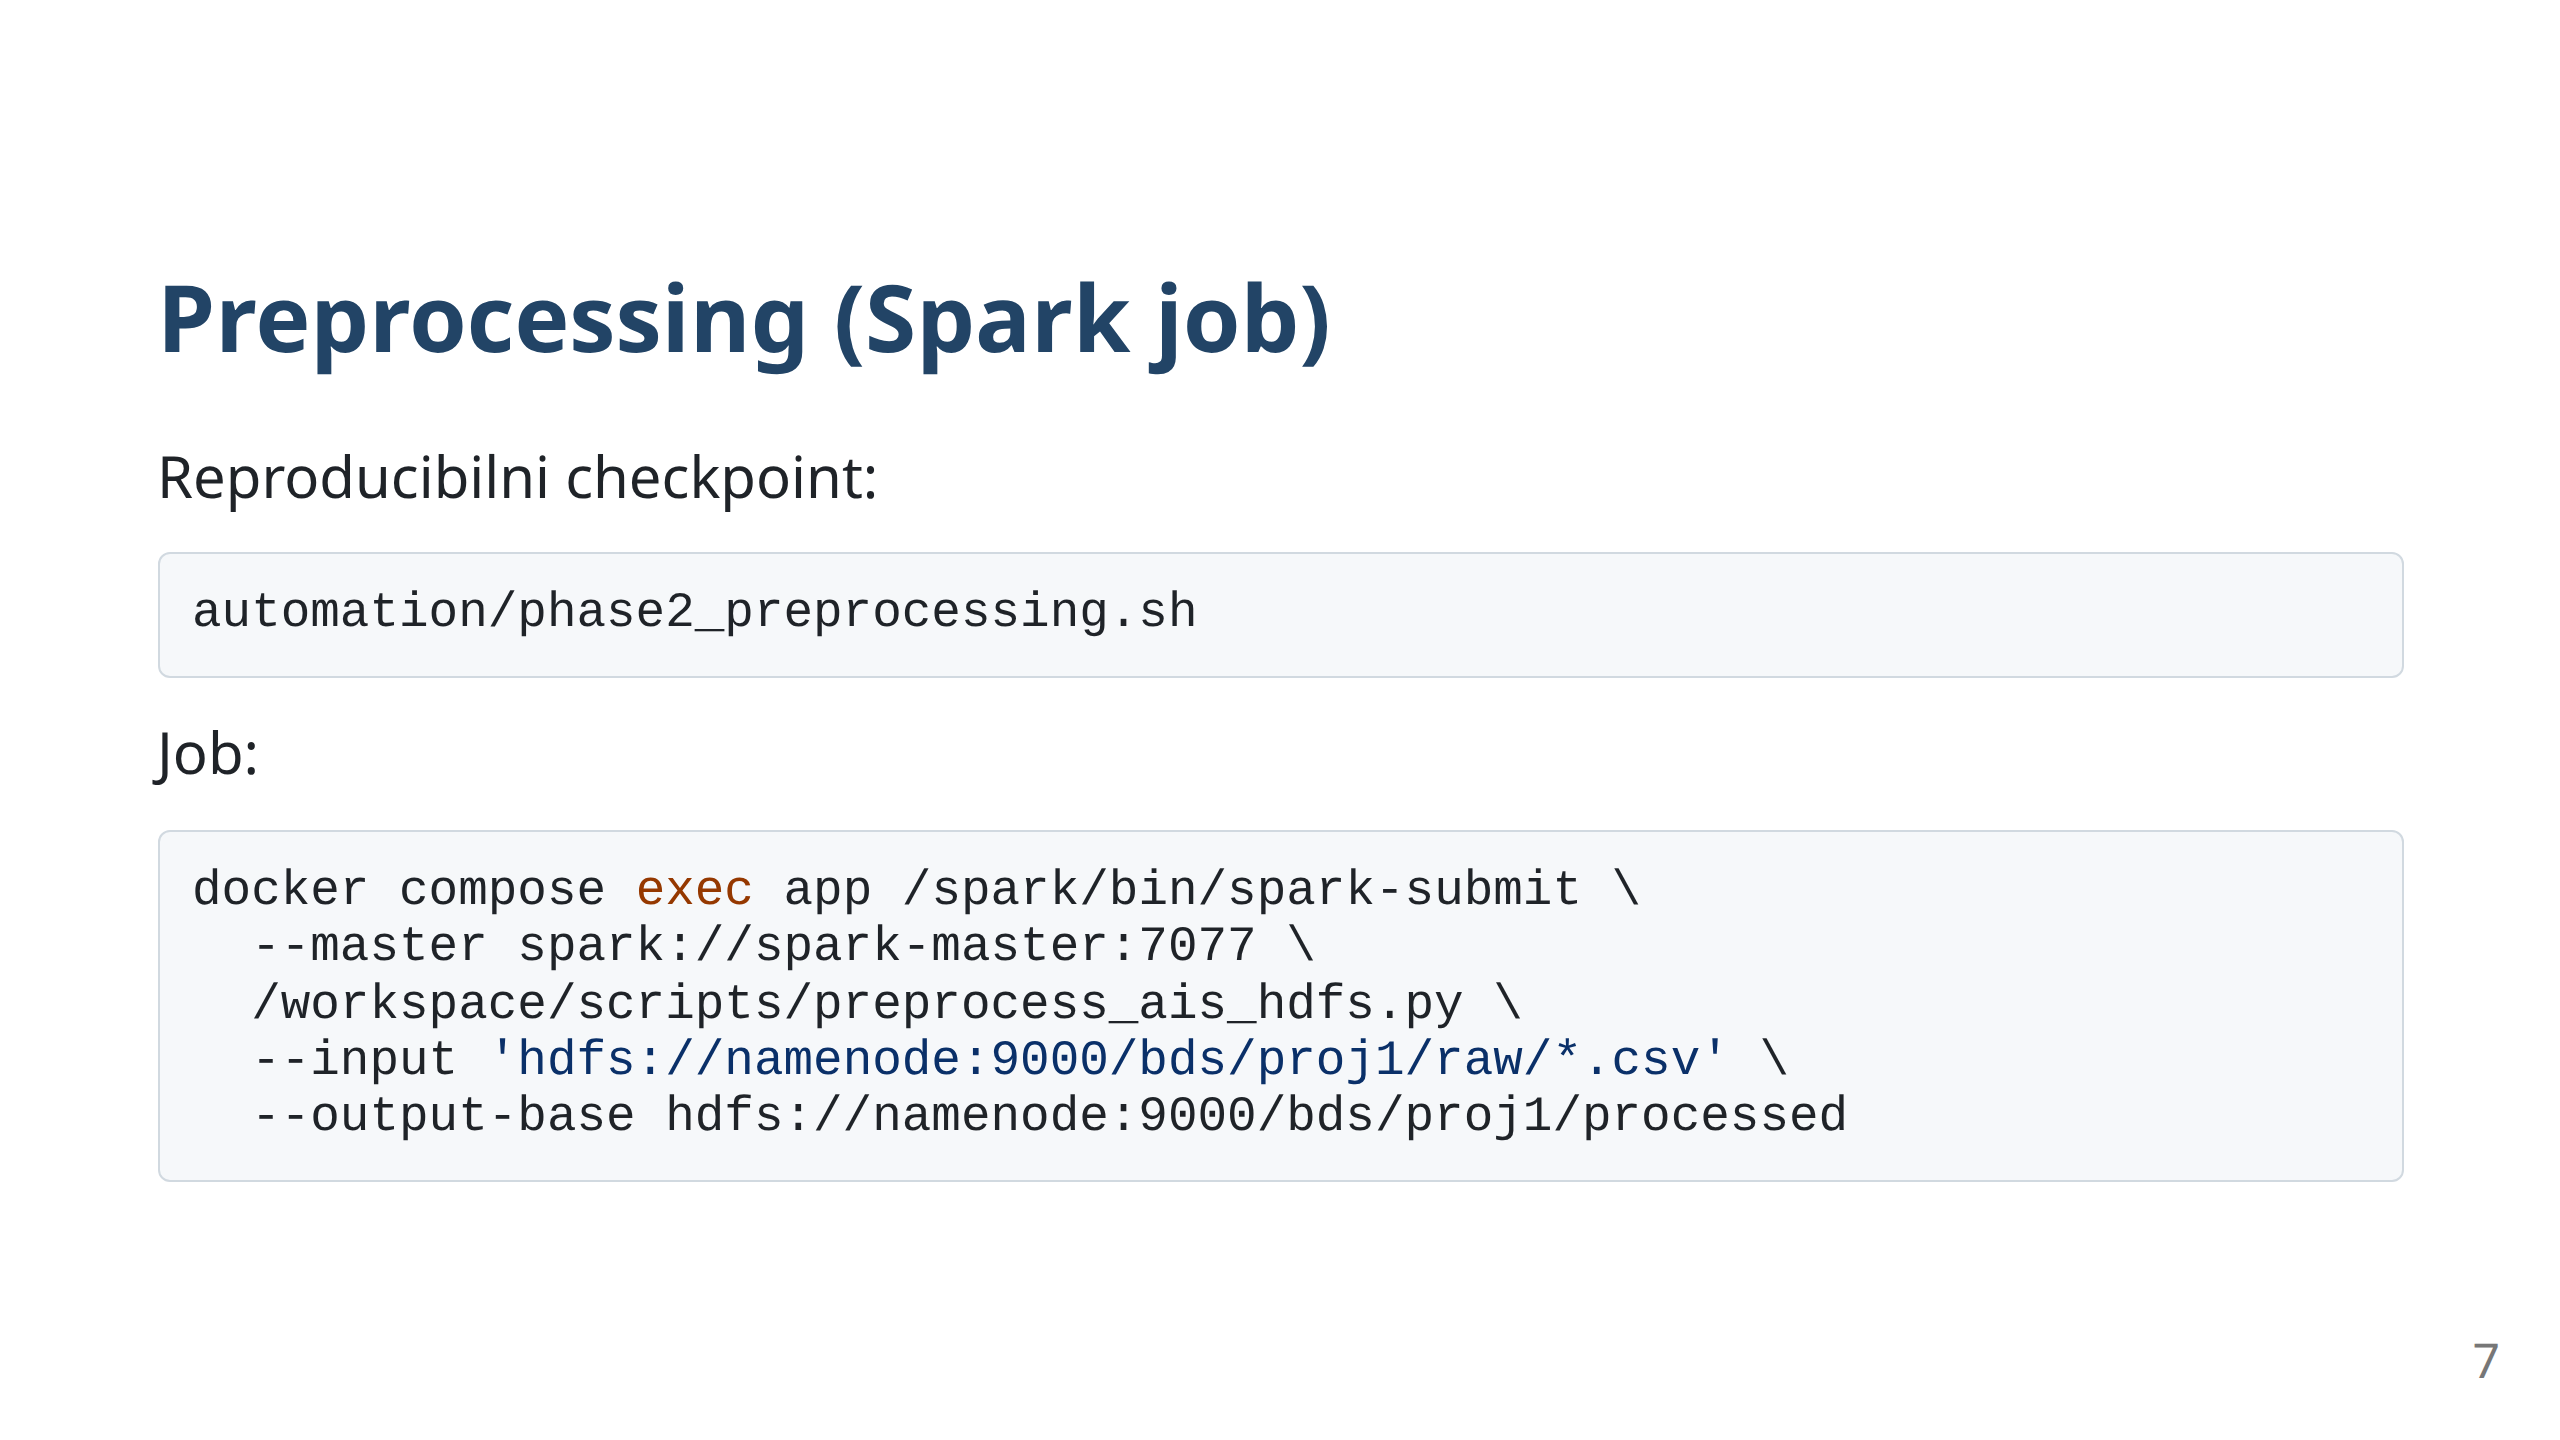 Preprocessing (Spark job)
Reproducibilni checkpoint:
automation/phase2_preprocessing.sh
Job:
docker compose exec app /spark/bin/spark-submit \
  --master spark://spark-master:7077 \
  /workspace/scripts/preprocess_ais_hdfs.py \
  --input 'hdfs://namenode:9000/bds/proj1/raw/*.csv' \
  --output-base hdfs://namenode:9000/bds/proj1/processed
7